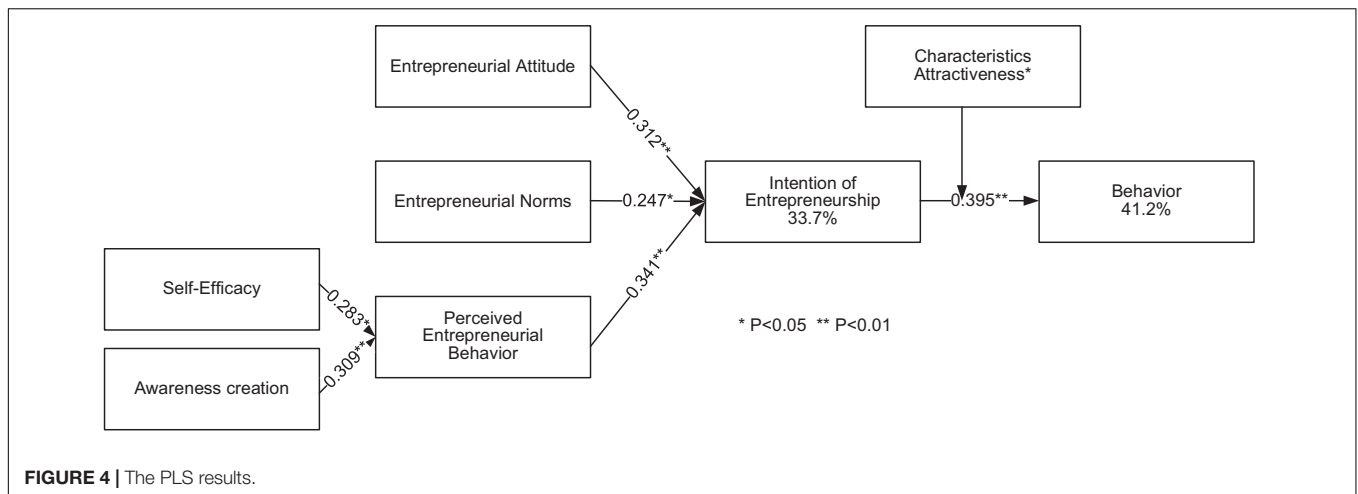 Entrepreneurial Attitude
Characteristics
Attractiveness*
0.312**
Entrepreneurial Norms
0.247*
Intention of
Entrepreneurship
33.7%
0.395**
Behavior
41.2%
0.341**
Self-Efficacy
0.283*
Perceived
Entrepreneurial
Behavior
* P<0.05 ** P<0.01
0.309**
Awareness creation
FIGURE 4 | The PLS results.